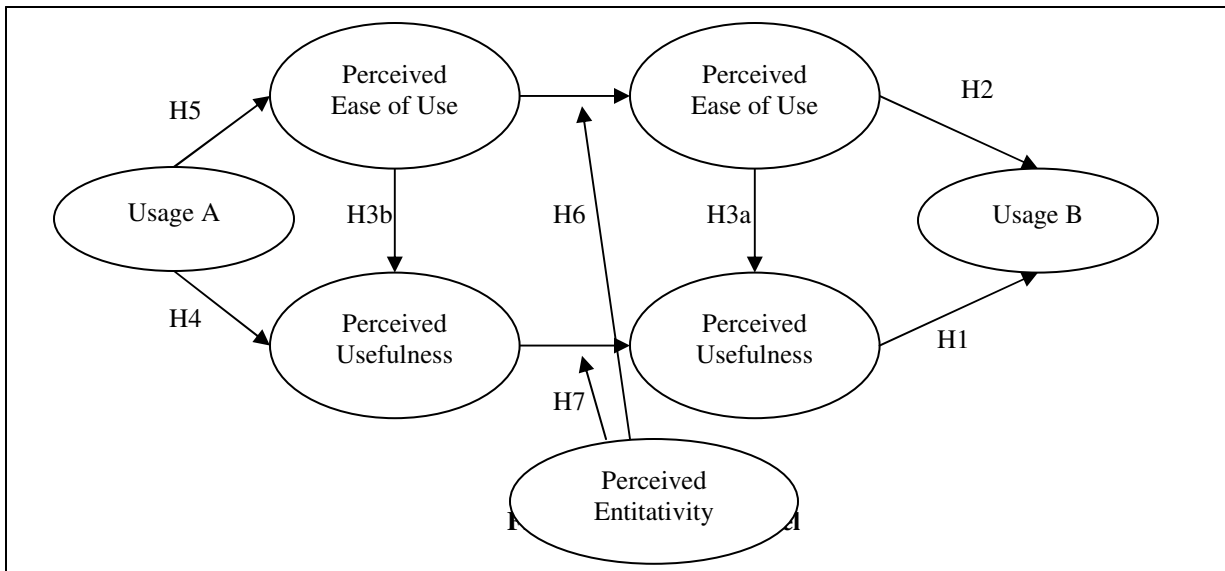 Perceived
Ease of Use
Perceived
Ease of Use
H2
H5
Usage A
H3b
H6
H3a
Usage B
H4
Perceived
Usefulness
Perceived
Usefulness
H1
H7
Perceived
Entitativity